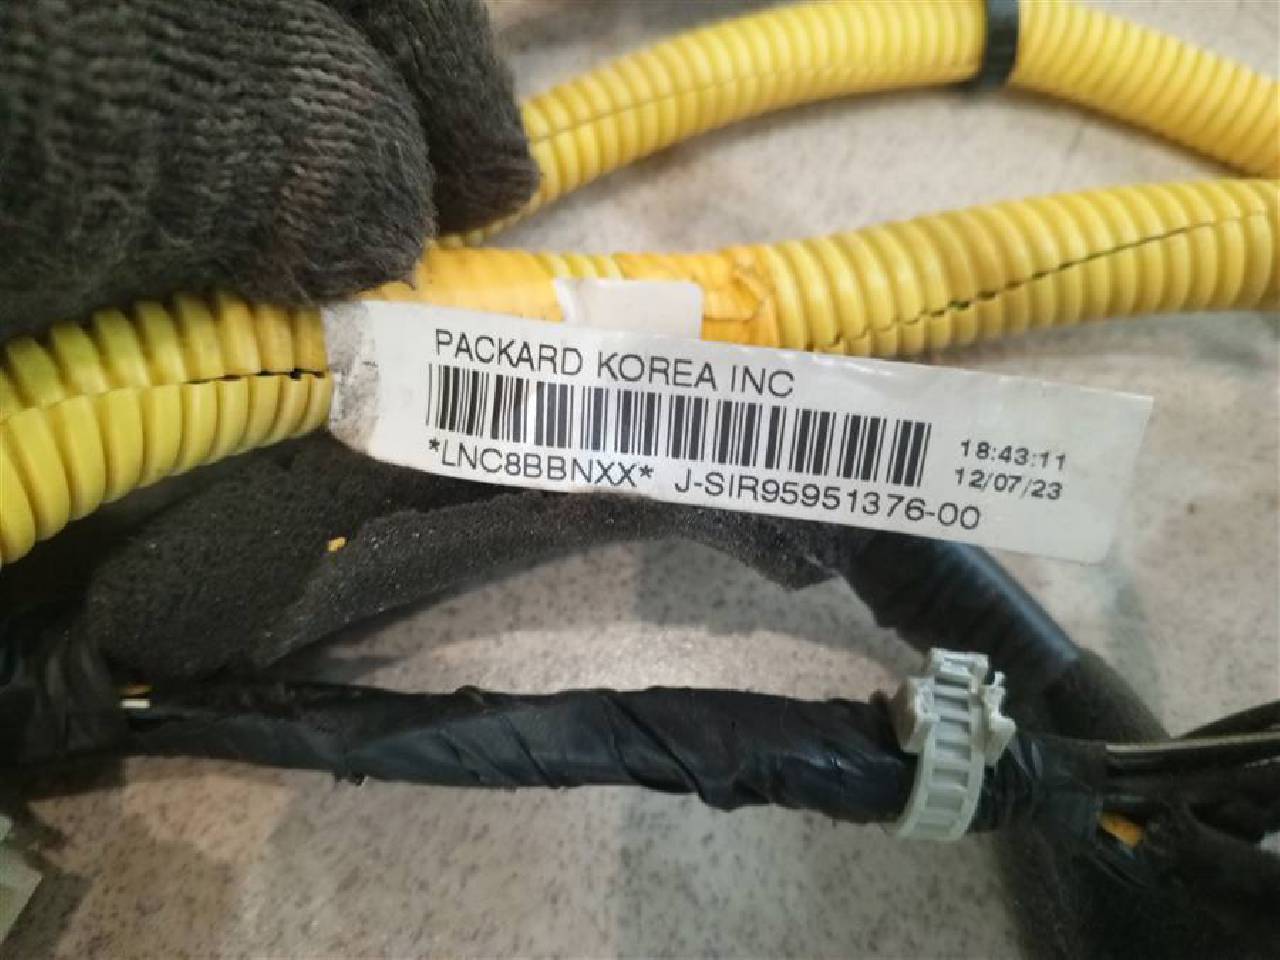 PACKARD KOREA INC
18:43:11
*LNC8BBNXX* J-SIR95951376-00
12/07/23